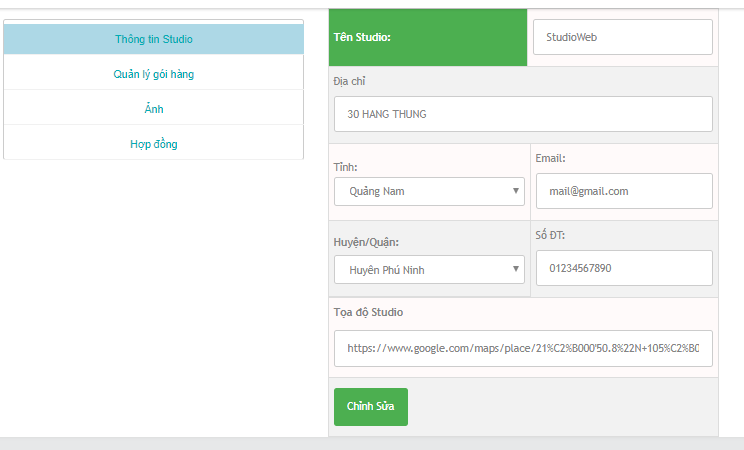 Thông tin Studio
Quản lý gói hàng
Ảnh
Hợp đồng
Tên Studio:
StudioWeb
Địa chỉ
30 HANG THUNG
Tỉnh:
Quảng Nam
Email:
mail@gmail.com
Huyện/Quận:
Huyên Phú Ninh
Số ĐT:
01234567890
Tọa độ Studio
https://www.google.com/maps/place/21%C2%B000'50.8%22N+105%C2%B0
Chỉnh Sửa